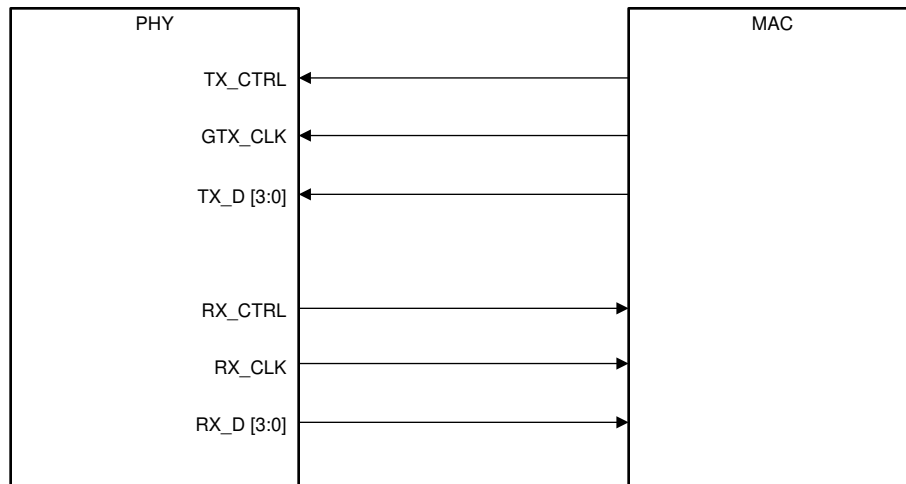 PHY
MAC
TX_CTRL
GTX_CLK
TX_D [3:0]
RX_CTRL
RX_CLK
RX_D [3:0]